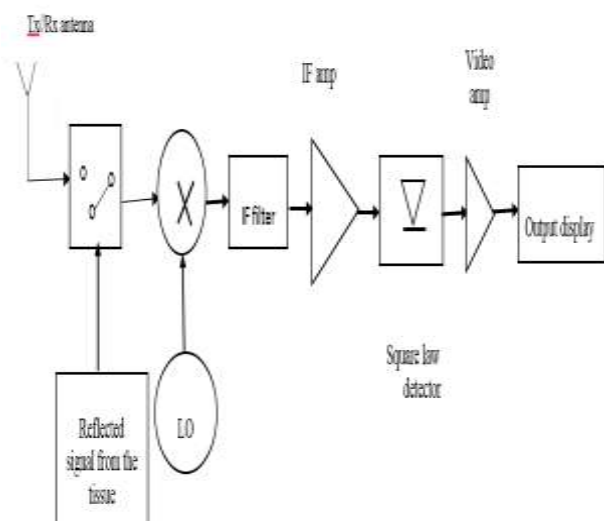 Tx/Rx antenna
IF amp
Video
amp
X
IF filter
Output display
Square law
detector
LO
Reflected
signal from the
tissue